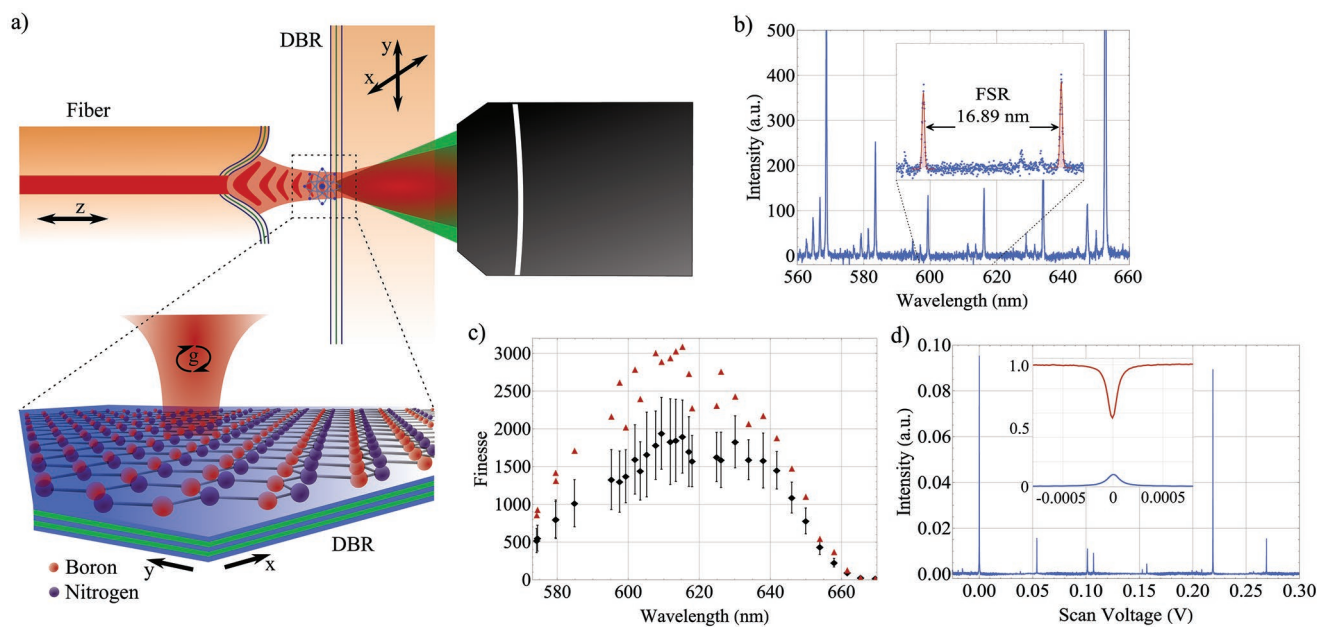 a)
DBR
y
x
Fiber
z
g
DBR
y
x
Boron
Nitrogen
b)
500
400
300
200
100
0
Intensity (a.u.)
FSR
16.89 nm
560 580 600 620 640 660
Wavelength (nm)
c)
3000
2500
2000
1500
1000
500
0
Finesse
580 600 620 640 660
Wavelength (nm)
d)
0.10
0.08
0.06
0.04
0.02
0.00
Intensity (a.u.)
1.0
0.5
0
-0.0005 0 0.0005
0.00 0.05 0.10 0.15 0.20 0.25 0.30
Scan Voltage (V)